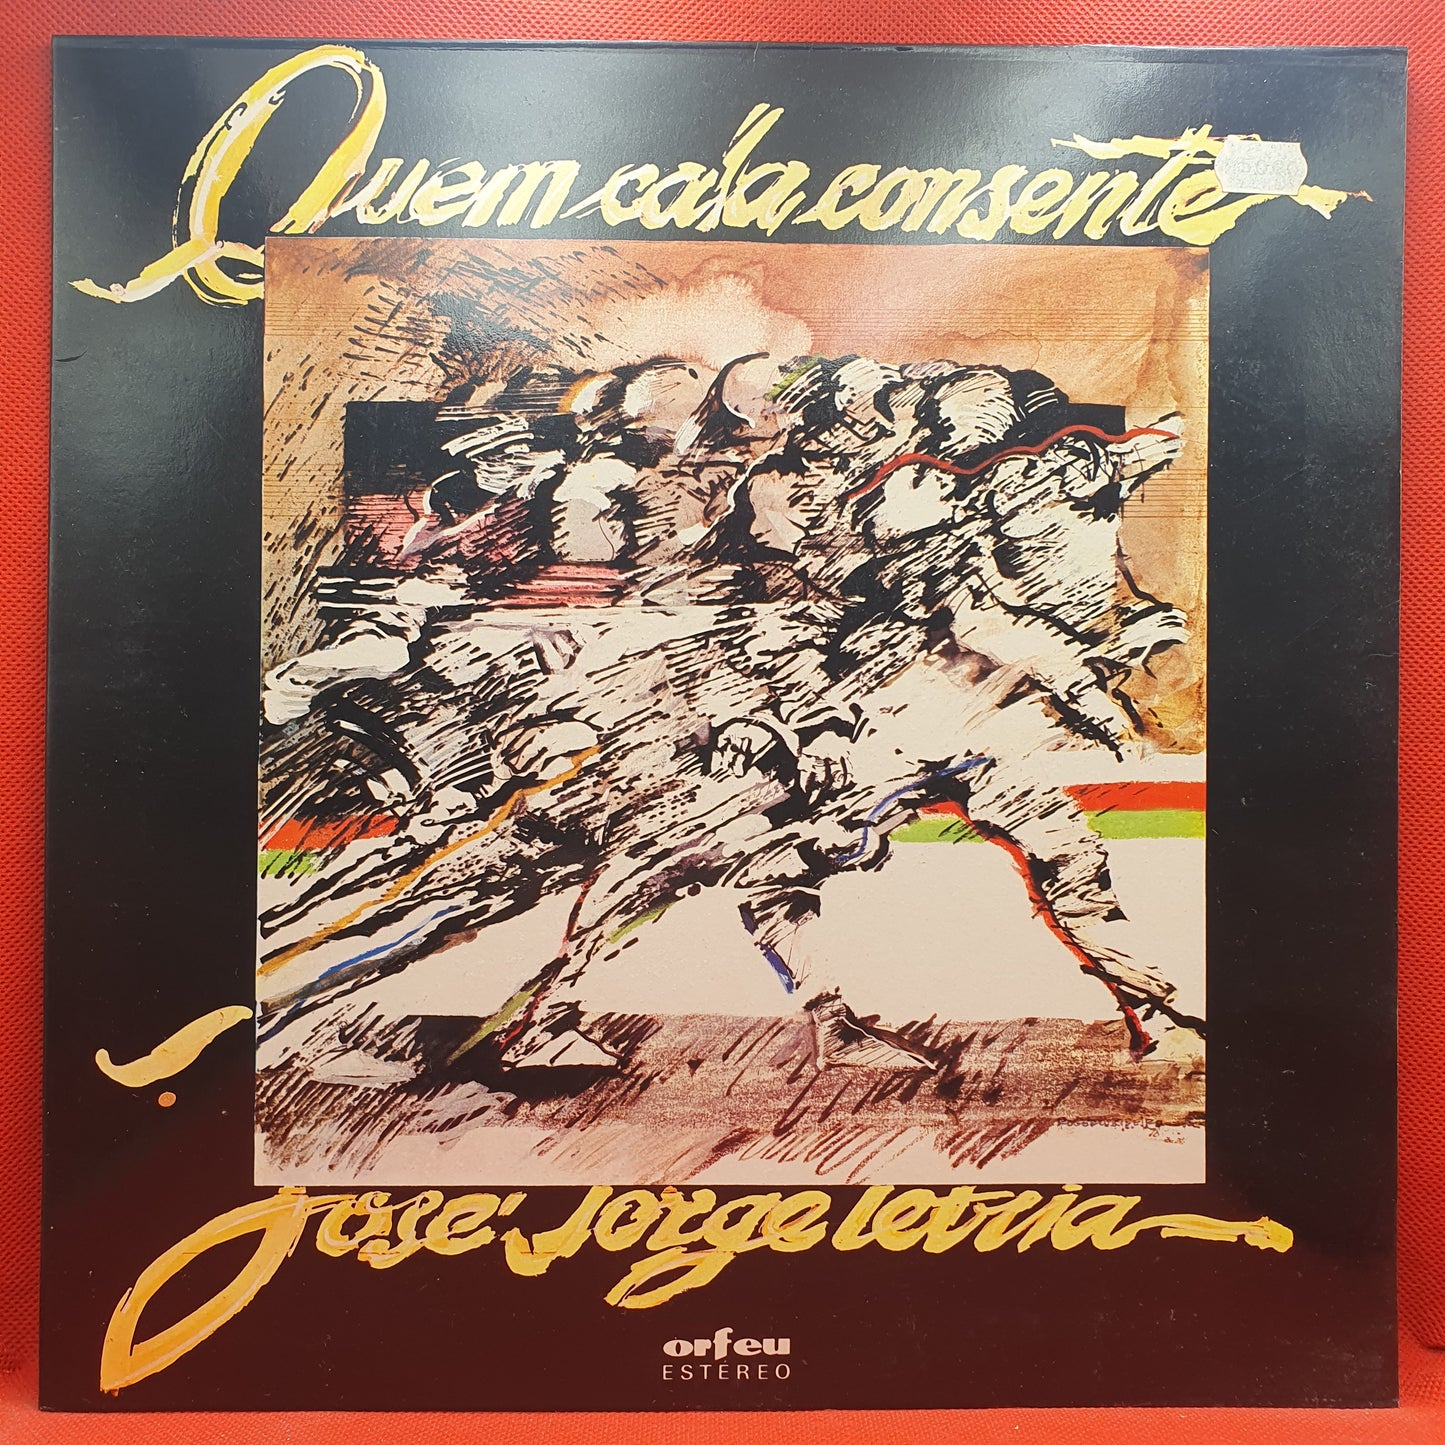 Quem cala consente
José Jorge Letria
orfeu
ESTÉREO